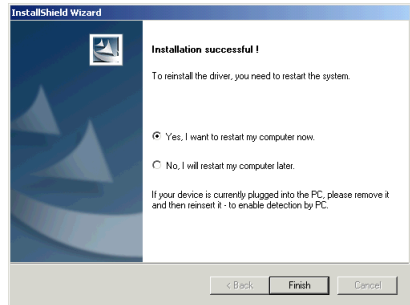 InstallShield Wizard
Installation successful !
To reinstall the driver, you need to restart the system.
Yes, I want to restart my computer now.
No, I will restart my computer later.
If your device is currently plugged into the PC, please remove it
and then reinsert it - to enable detection by PC.
< Back Finish Cancel